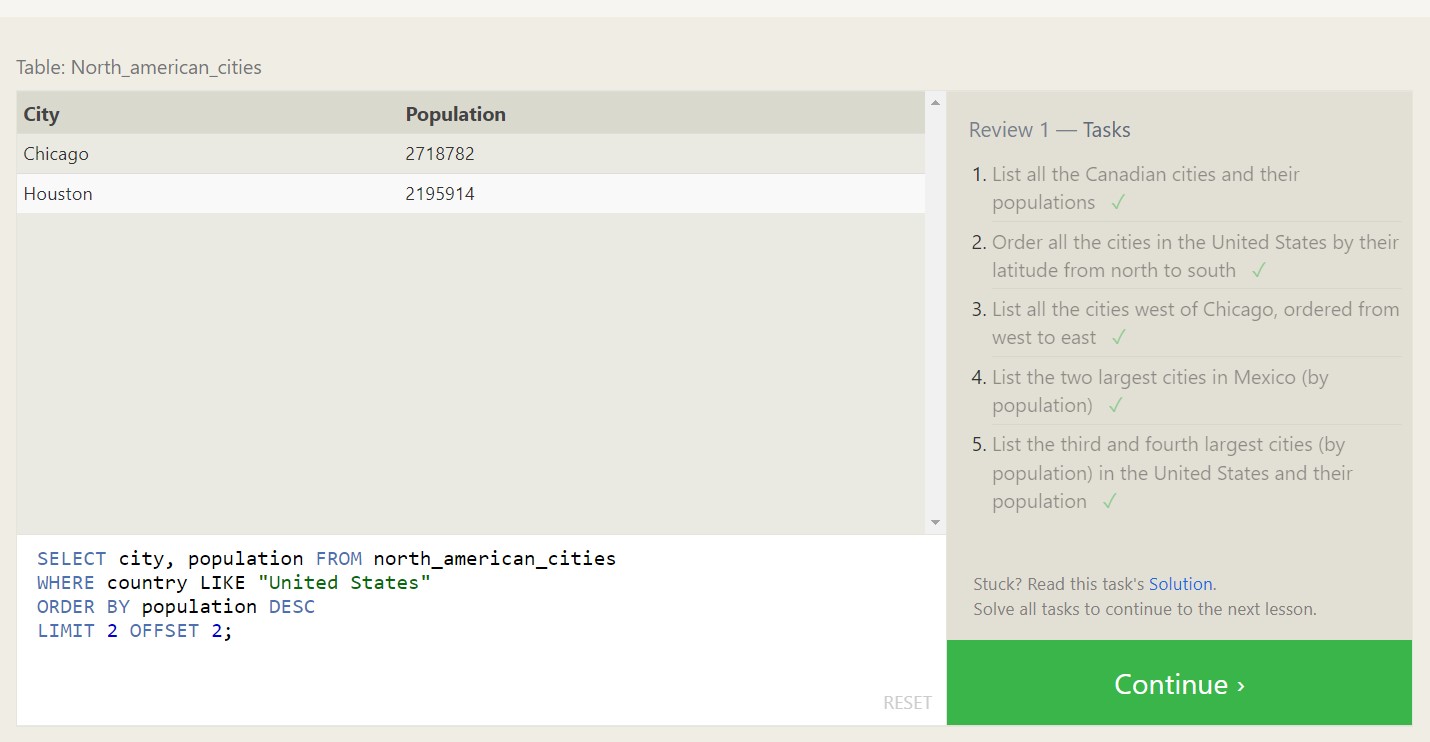 Table: North_american_cities
City Population
Chicago 2718782
Houston 2195914
SELECT city, population FROM north_american_cities
WHERE country LIKE "United States"
ORDER BY population DESC
LIMIT 2 OFFSET 2;
RESET
Review 1 — Tasks
1. List all the Canadian cities and their
populations ✓
2. Order all the cities in the United States by their
latitude from north to south ✓
3. List all the cities west of Chicago, ordered from
west to east ✓
4. List the two largest cities in Mexico (by
population) ✓
5. List the third and fourth largest cities (by
population) in the United States and their
population ✓
Stuck? Read this task's Solution.
Solve all tasks to continue to the next lesson.
Continue ›